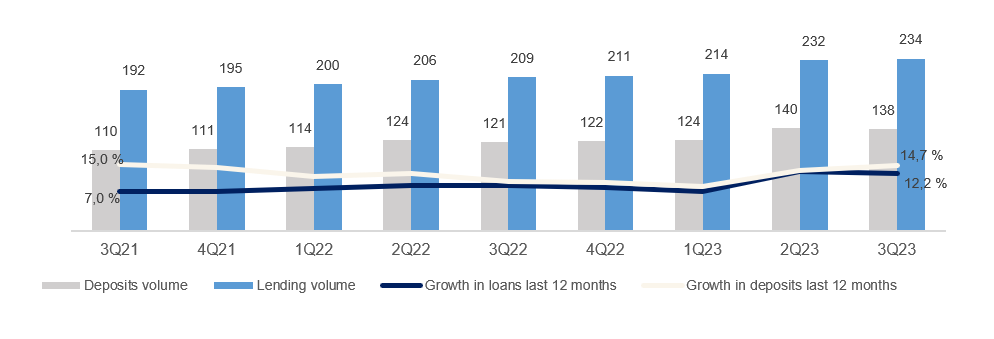 192 195 200 206 209 211 214 232 234
110 111 114 124 121 122 124 140 138
15,0 % 14,7 %
7,0 % 12,2 %
3Q21 4Q21 1Q22 2Q22 3Q22 4Q22 1Q23 2Q23 3Q23
Deposits volume Lending volume Growth in loans last 12 months Growth in deposits last 12 months